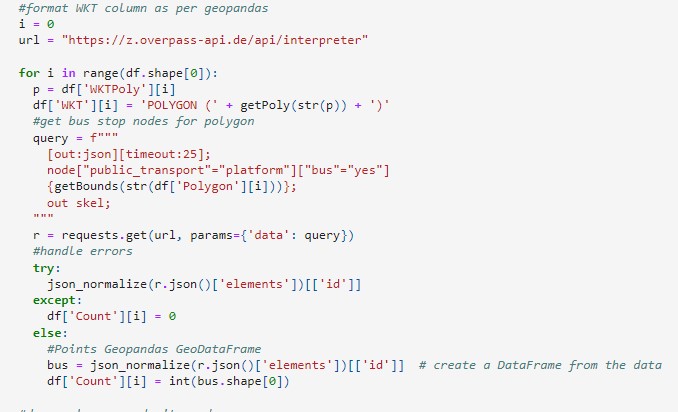 #format WKT column as per geopandas
i = 0
url = "https://z.overpass-api.de/api/interpreter"
for i in range(df.shape[0]):
p = df['WKTPoly'][i]
df['WKT'][i] = 'POLYGON (' + getPoly(str(p)) + ')'
#get bus stop nodes for polygon
query = f"""
[out:json][timeout:25];
node["public_transport"="platform"]["bus"="yes"]
{getBounds(str(df['Polygon'][i]))};
out skel;
"""
r = requests.get(url, params={'data': query})
#handle errors
try:
json_normalize(r.json()['elements'])[['id']]
except:
df['Count'][i] = 0
else:
#Points Geopandas GeoDataFrame
bus = json_normalize(r.json()['elements'])[['id']]  # create a DataFrame from the data
df['Count'][i] = int(bus.shape[0])